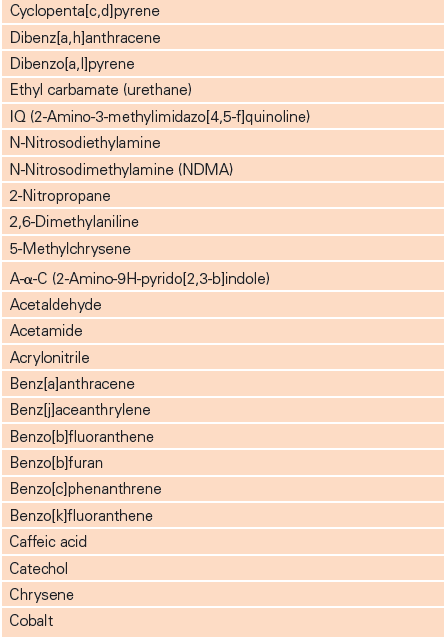 Cyclopenta[c,d]pyrene
Dibenz[a,h]anthracene
Dibenzo[a,l]pyrene
Ethyl carbamate (urethane)
IQ (2-Amino-3-methylimidazo[4,5-f]quinoline)
N-Nitrosodiethylamine
N-Nitrosodimethylamine (NDMA)
2-Nitropropane
2,6-Dimethylaniline
5-Methylchrysene
A-α-C (2-Amino-9H-pyrido[2,3-b]indole)
Acetaldehyde
Acetamide
Acrylonitrile
Benz[a]anthracene
Benz[j]aceanthrylene
Benzo[b]fluoranthene
Benzo[b]furan
Benzo[c]phenanthrene
Benzo[k]fluoranthene
Caffeic acid
Catechol
Chrysene
Cobalt